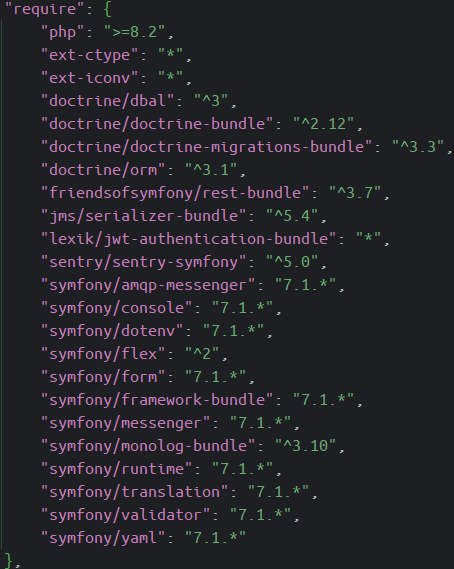 "require": {
"php": ">=8.2",
"ext-ctype": "*",
"ext-iconv": "*",
"doctrine/dbal": "^3",
"doctrine/doctrine-bundle": "^2.12",
"doctrine/doctrine-migrations-bundle": "^3.3",
"doctrine/orm": "^3.1",
"friendsofsymfony/rest-bundle": "^3.7",
"jms/serializer-bundle": "^5.4",
"lexik/jwt-authentication-bundle": "*",
"sentry/sentry-symfony": "^5.0",
"symfony/amqp-messenger": "7.1.*",
"symfony/console": "7.1.*",
"symfony/dotenv": "7.1.*",
"symfony/flex": "^2",
"symfony/form": "7.1.*",
"symfony/framework-bundle": "7.1.*",
"symfony/messenger": "7.1.*",
"symfony/monolog-bundle": "^3.10",
"symfony/runtime": "7.1.*",
"symfony/translation": "7.1.*",
"symfony/validator": "7.1.*",
"symfony/yaml": "7.1.*"
},